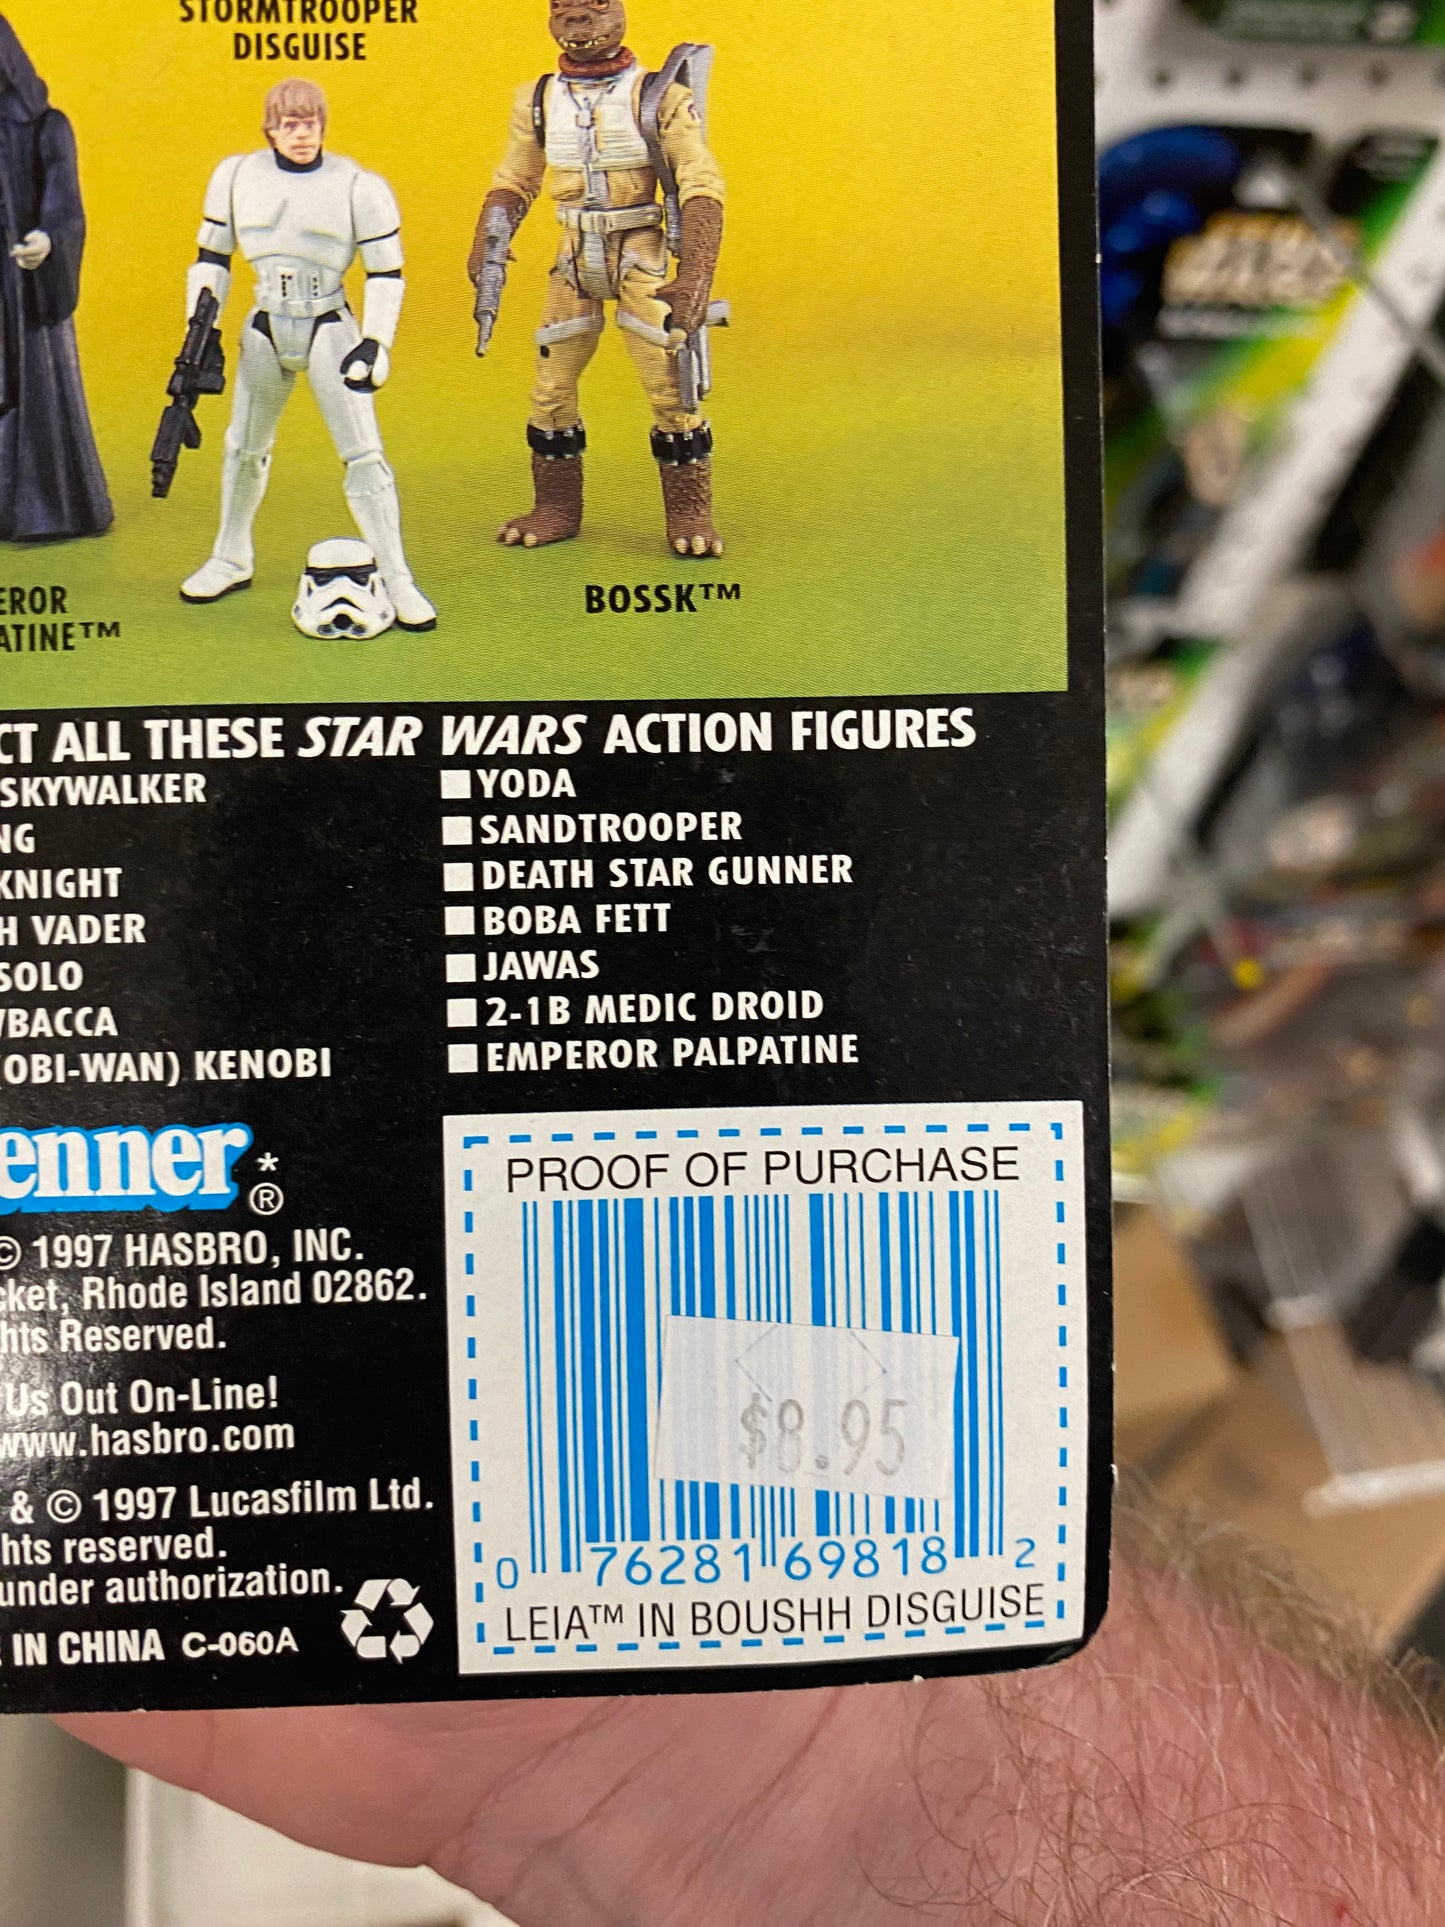 STORMTROOPER
DISGUISE
EROR
ATINE™
BOSSK™
CT ALL THESE STAR WARS ACTION FIGURES
SKYWALKER
NG
KNIGHT
H VADER
SOLO
BACCA
(OBI-WAN) KENOBI
YODA
SANDTROOPER
DEATH STAR GUNNER
BOBA FETT
JAWAS
2-1B MEDIC DROID
EMPEROR PALPATINE
enner*®
© 1997 HASBRO, INC.
cket, Rhode Island 02862.
hts Reserved.
Us Out On-Line!
www.hasbro.com
& © 1997 Lucasfilm Ltd.
hts reserved.
under authorization.
IN CHINA C-060A
PROOF OF PURCHASE
$8.95
0 76281 69818 2
LEIA™ IN BOUSHH DISGUISE